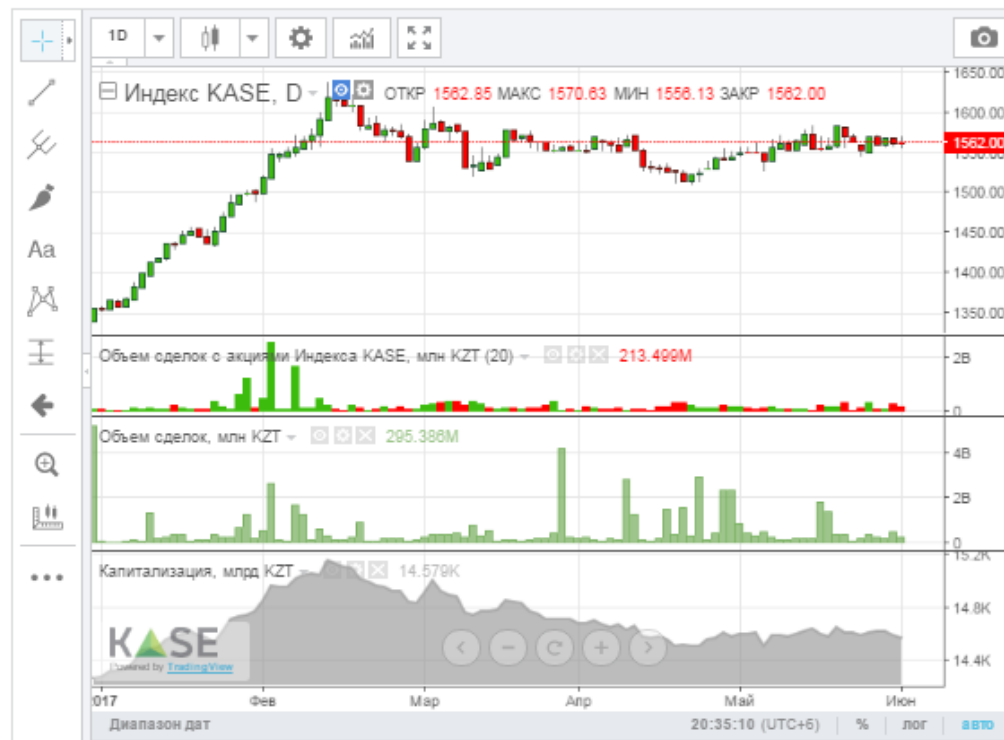 1D
Индекс KASE, D ОТКР 1562.85 МАКС 1570.63 МИН 1556.13 ЗАКР 1562.00
1650.00
1600.00
1562.00
1550.00
1500.00
1450.00
1400.00
1350.00
Aa
Объем сделок с акциями Индекса KASE, млн KZT (20) 213.499M
2B
0
Объем сделок, млн KZT 295.386M
4B
2B
0
Капитализация, млрд KZT 14.579K
15.2K
14.8K
14.4K
KASE
Powered by TradingView
2017 Фев Мар Апр Май Июн
Диапазон дат 20:35:10 (UTC+6) % лог авто